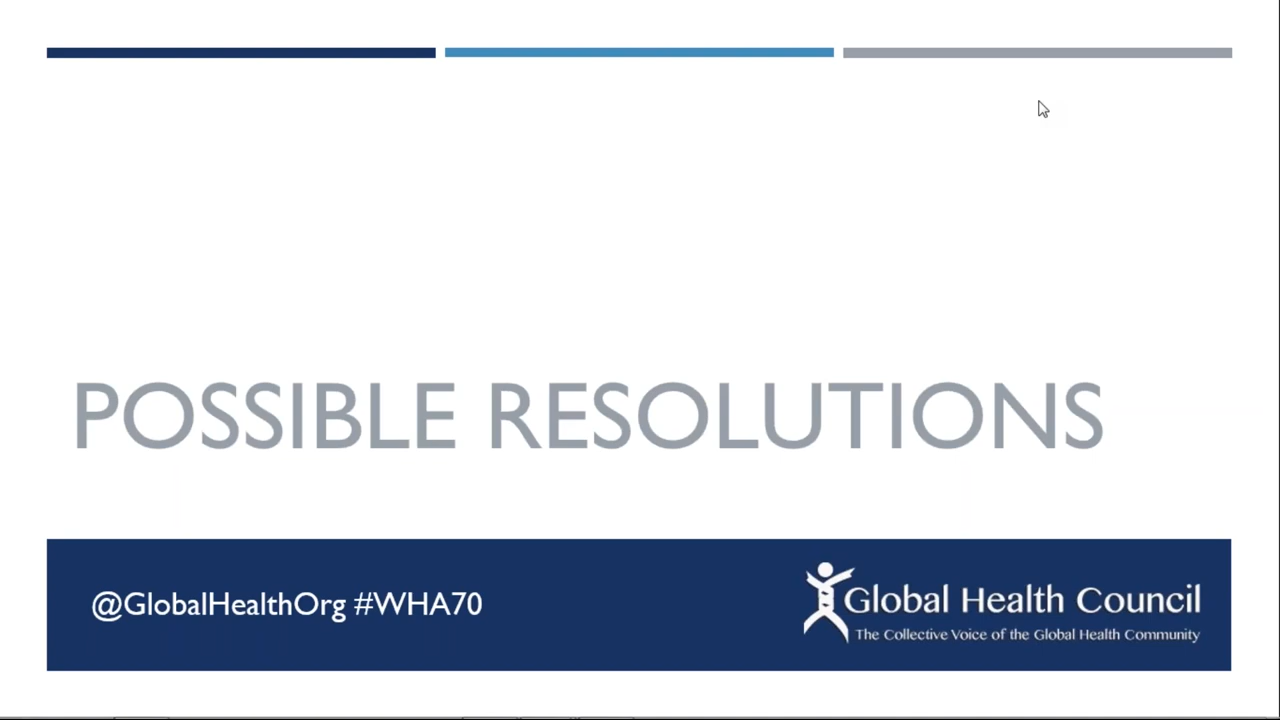 POSSIBLE RESOLUTIONS
@GlobalHealthOrg #WHA70
Global Health Council
The Collective Voice of the Global Health Community